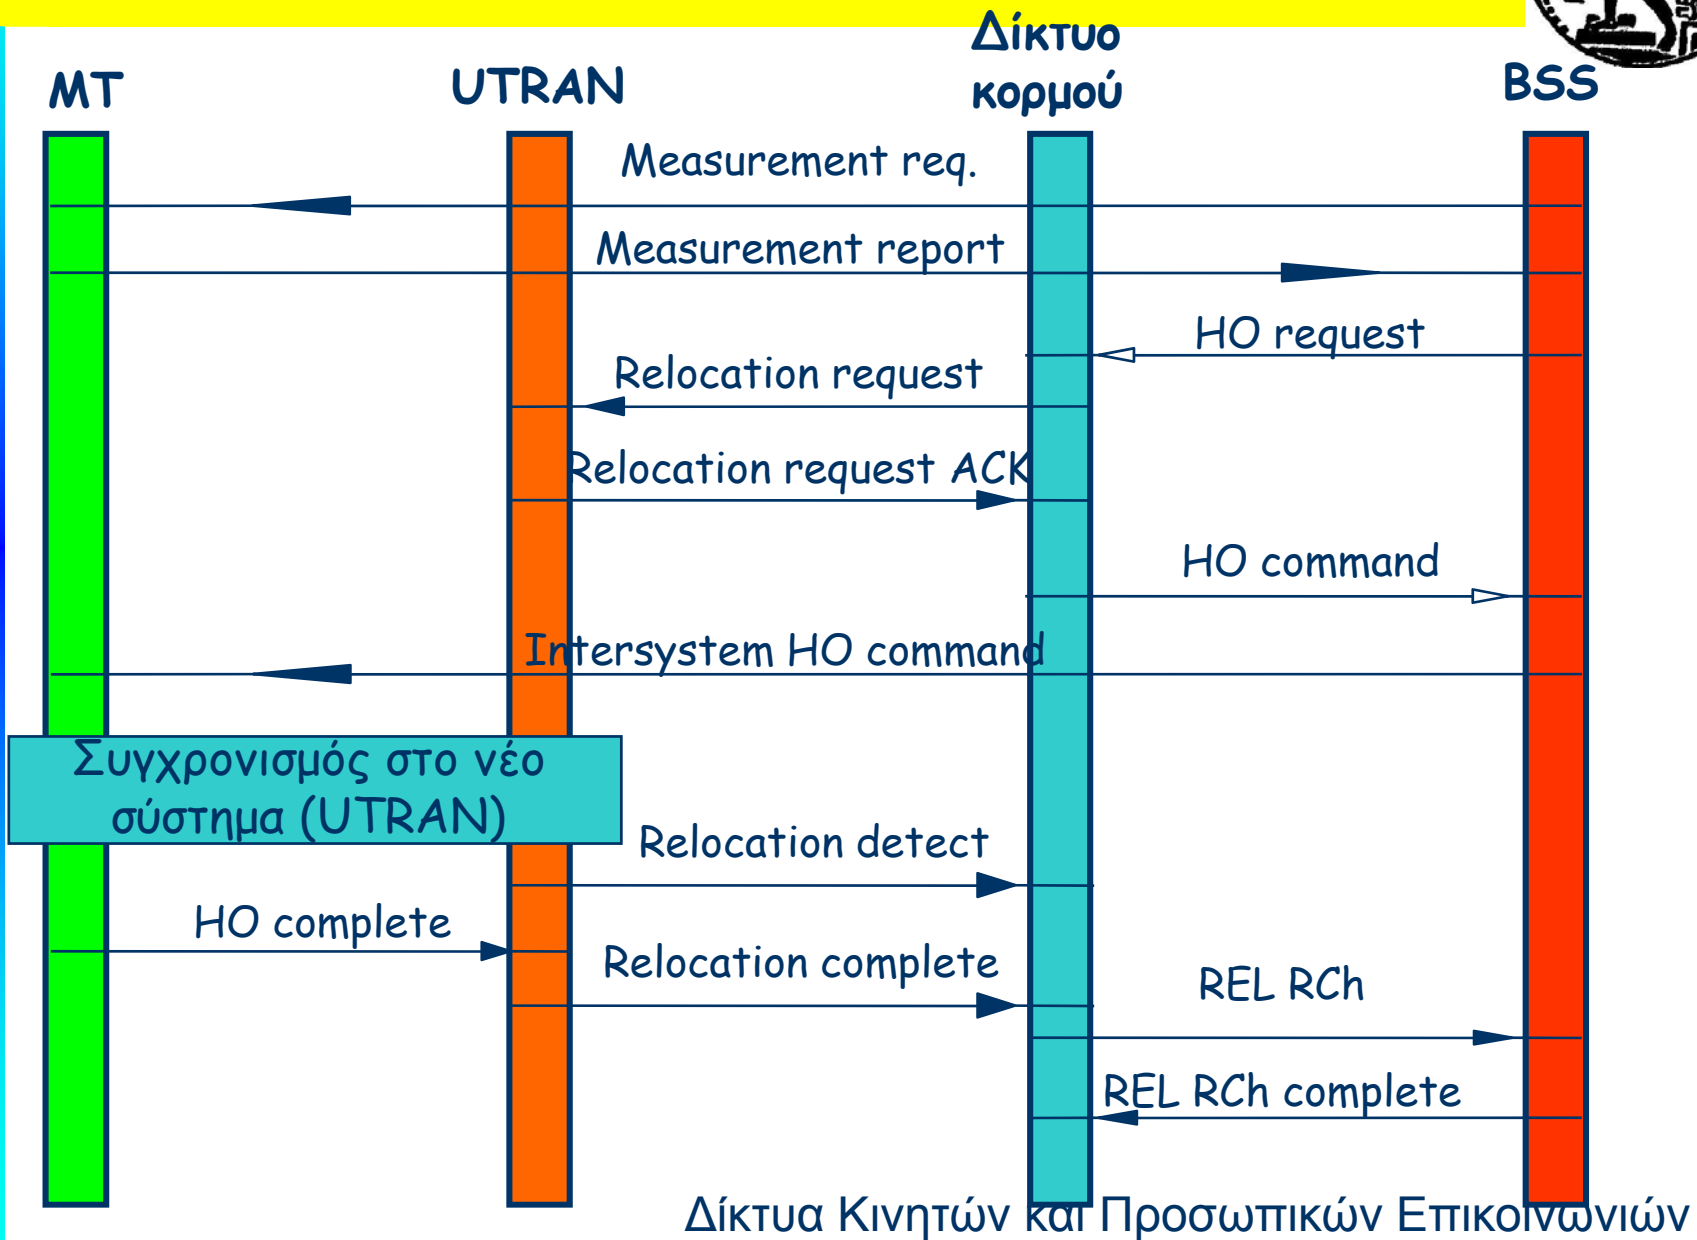 MT
UTRAN
Δίκτυο
κορμού
BSS
Measurement req.
Measurement report
HO request
Relocation request
Relocation request ACK
HO command
Intersystem HO command
Συγχρονισμός στο νέο
σύστημα (UTRAN)
Relocation detect
HO complete
Relocation complete
REL RCh
REL RCh complete
Δίκτυα Κινητών και Προσωπικών Επικοινωνιών